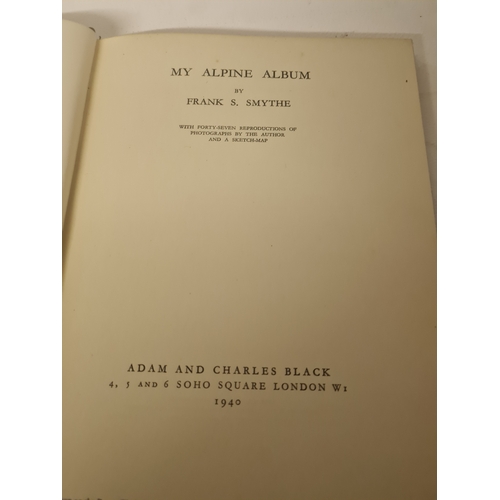 MY ALPINE ALBUM
BY
FRANK S. SMYTHE
WITH FORTY-SEVEN REPRODUCTIONS OF
PHOTOGRAPHS BY THE AUTHOR
AND A SKETCH-MAP
ADAM AND CHARLES BLACK
4, 5 AND 6 SOHO SQUARE LONDON W1
1940